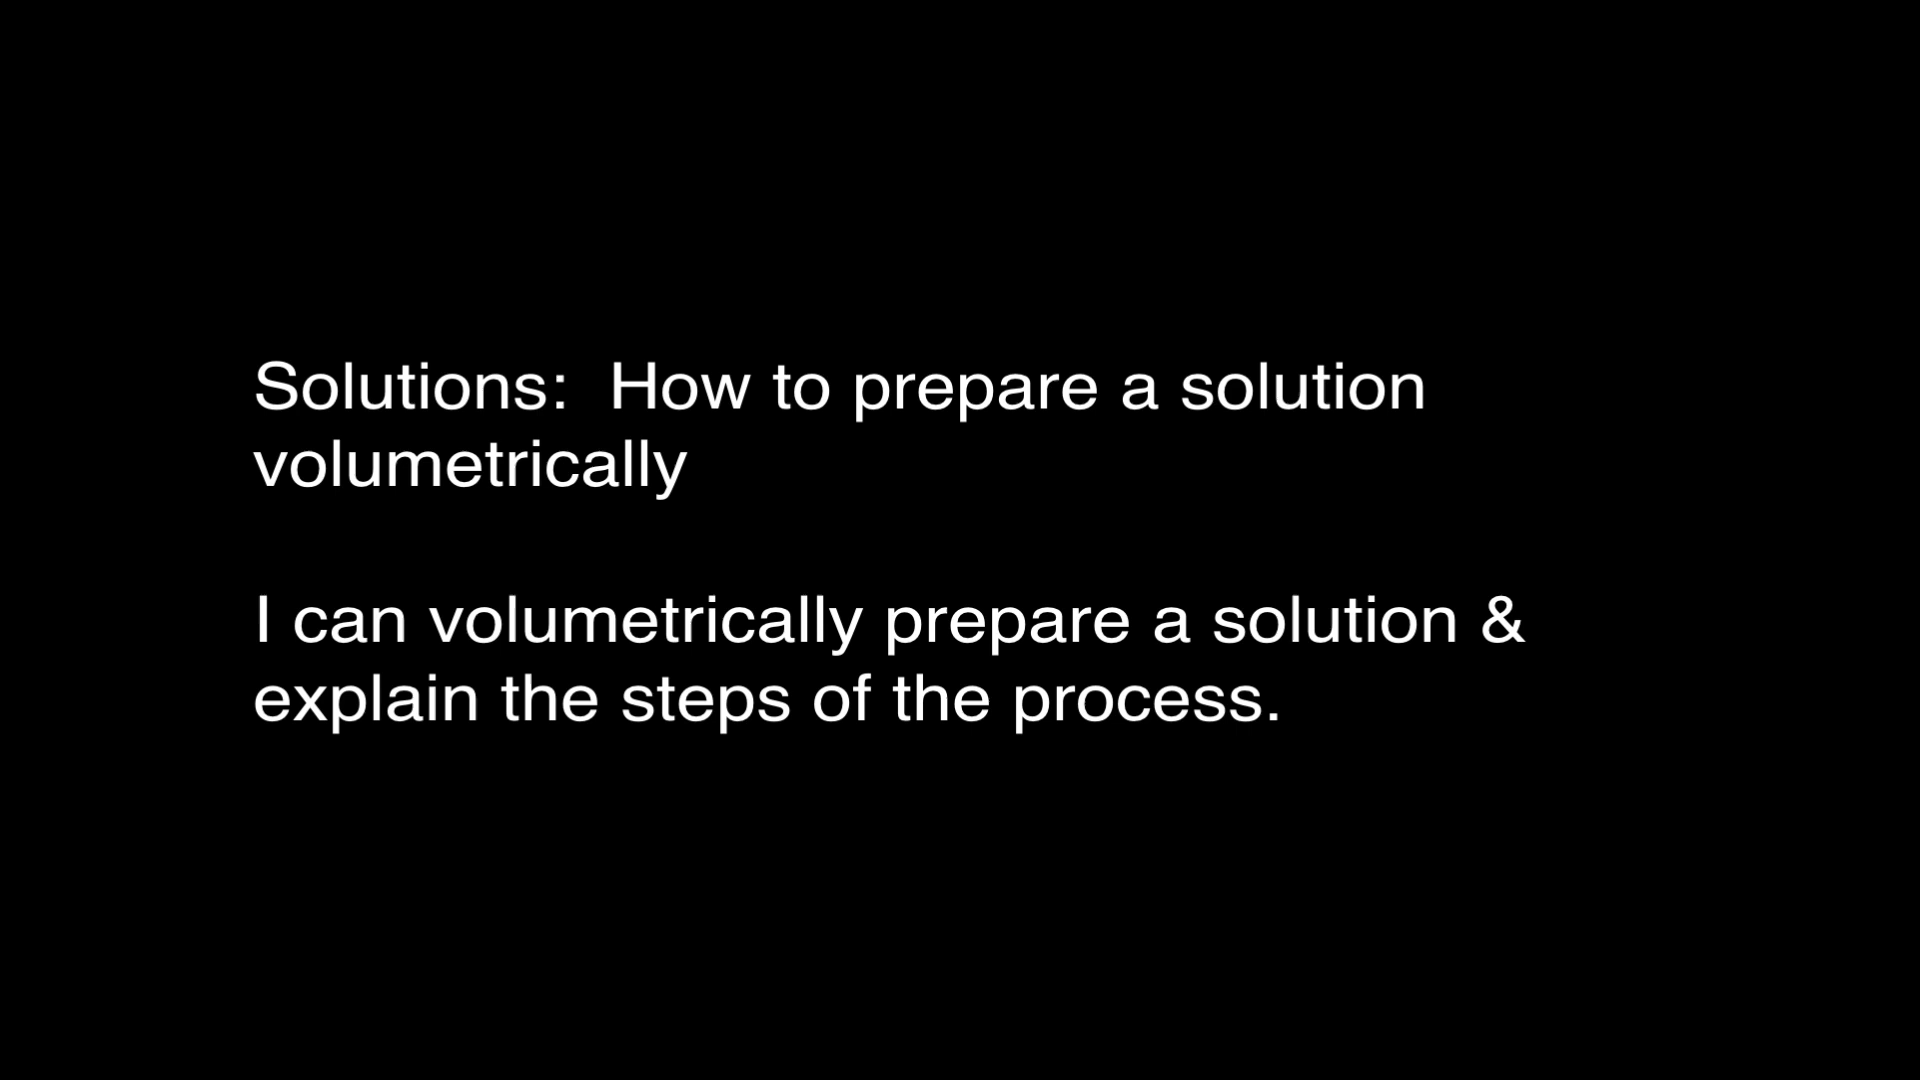 Solutions:  How to prepare a solution
volumetrically
I can volumetrically prepare a solution &
explain the steps of the process.